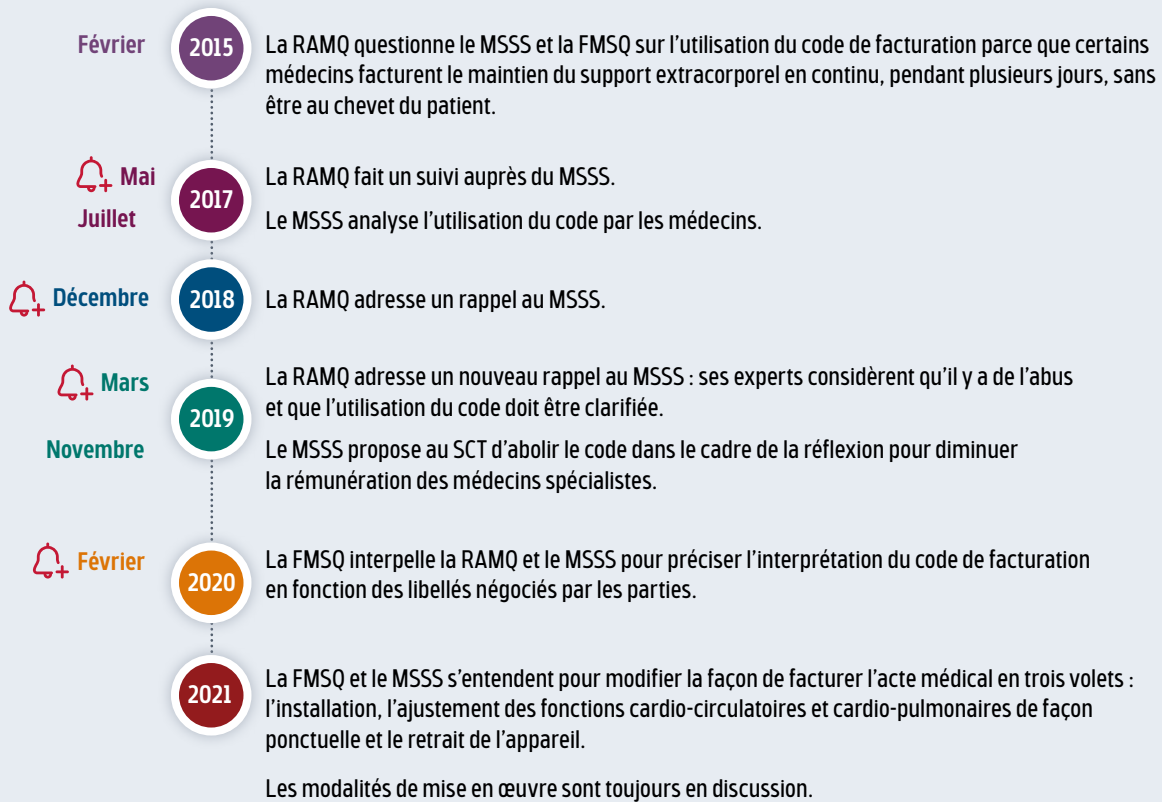 Février
2015
La RAMQ questionne le MSSS et la FMSQ sur l’utilisation du code de facturation parce que certains
médecins facturent le maintien du support extracorporel en continu, pendant plusieurs jours, sans
être au chevet du patient.
Mai
2017
La RAMQ fait un suivi auprès du MSSS.
Juillet
Le MSSS analyse l’utilisation du code par les médecins.
Décembre
2018
La RAMQ adresse un rappel au MSSS.
Mars
2019
La RAMQ adresse un nouveau rappel au MSSS : ses experts considèrent qu’il y a de l’abus
et que l’utilisation du code doit être clarifiée.
Novembre
Le MSSS propose au SCT d’abolir le code dans le cadre de la réflexion pour diminuer
la rémunération des médecins spécialistes.
Février
2020
La FMSQ interpelle la RAMQ et le MSSS pour préciser l’interprétation du code de facturation
en fonction des libellés négociés par les parties.
2021
La FMSQ et le MSSS s’entendent pour modifier la façon de facturer l’acte médical en trois volets :
l’installation, l’ajustement des fonctions cardio-circulatoires et cardio-pulmonaires de façon
ponctuelle et le retrait de l’appareil.
Les modalités de mise en œuvre sont toujours en discussion.